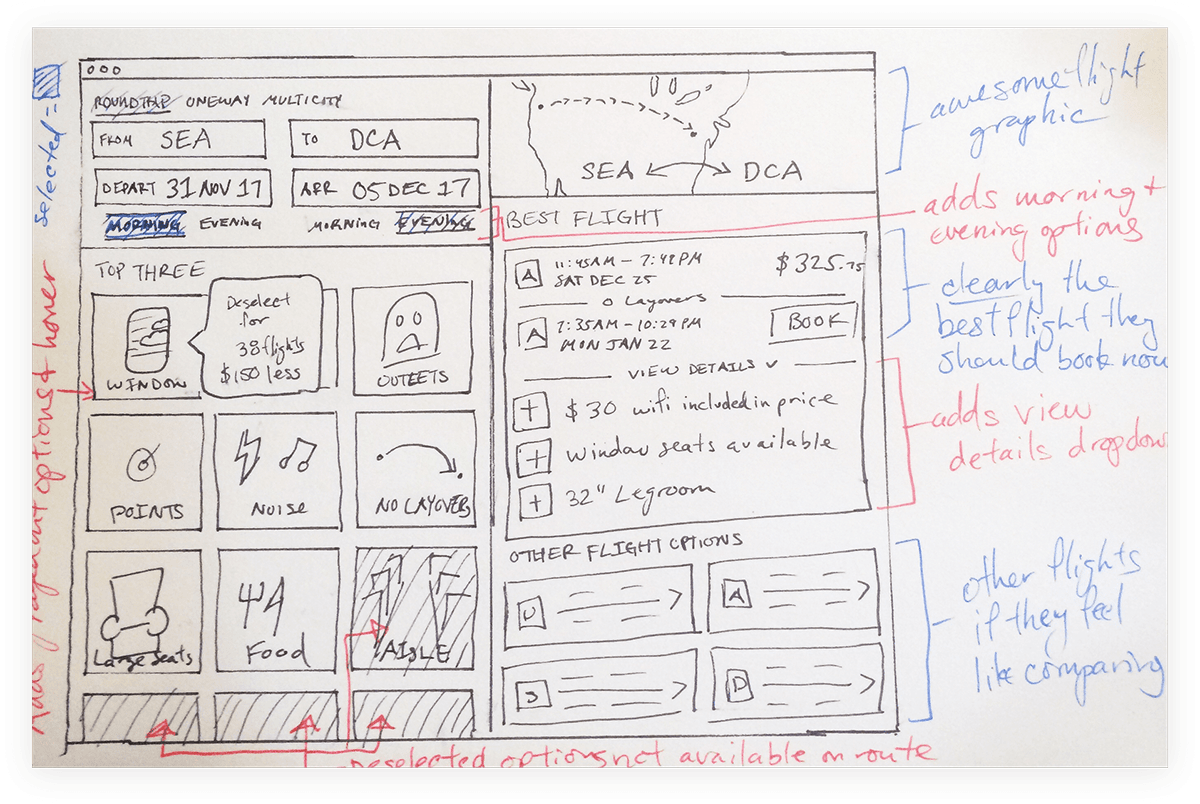 selected =
ROUNDTRIP ONEWAY MULTICITY
FROM SEA
TO DCA
DEPART 31 NOV 17
ARR 05 DEC 17
MORNING EVENING
MORNING EVENING
TOP THREE
WINDOW
Deselect
for
38 flights
$150 less
OUTLETS
POINTS
NOISE
NO LAYOVERS
Large Seats
Food
AISLE
SEA DCA
BEST FLIGHT
A
11:45AM - 7:48PM
SAT DEC 25
$325.75
0 Layovers
A
7:35AM - 10:29PM
MON JAN 22
BOOK
VIEW DETAILS
+ $30 wifi included in price
+ Window seats available
+ 32" Legroom
OTHER FLIGHT OPTIONS
U
A
J
D
awesome flight
graphic
adds morning +
evening options
clearly the
best flight they
should book now
adds view
details dropdown
other flights
if they feel
like comparing
Adds options + hover
Deselected options not available on route